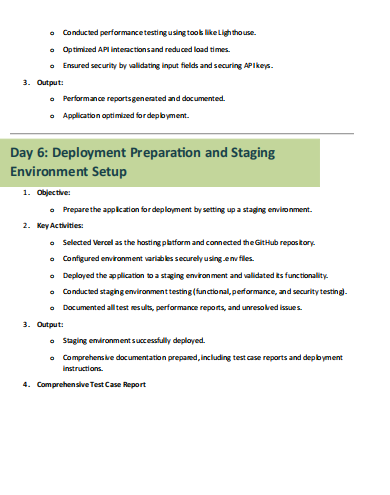 o Conducted performance testing using tools like Lighthouse.
o Optimized API interactions and reduced load times.
o Ensured security by validating input fields and securing API keys.
3. Output:
o Performance reports generated and documented.
o Application optimized for deployment.
Day 6: Deployment Preparation and Staging
Environment Setup
1. Objective:
o Prepare the application for deployment by setting up a staging environment.
2. Key Activities:
o Selected Vercel as the hosting platform and connected the GitHub repository.
o Configured environment variables securely using .env files.
o Deployed the application to a staging environment and validated its functionality.
o Conducted staging environment testing (functional, performance, and security testing).
o Documented all test results, performance reports, and unresolved issues.
3. Output:
o Staging environment successfully deployed.
o Comprehensive documentation prepared, including test case reports and deployment
instructions.
4. Comprehensive Test Case Report